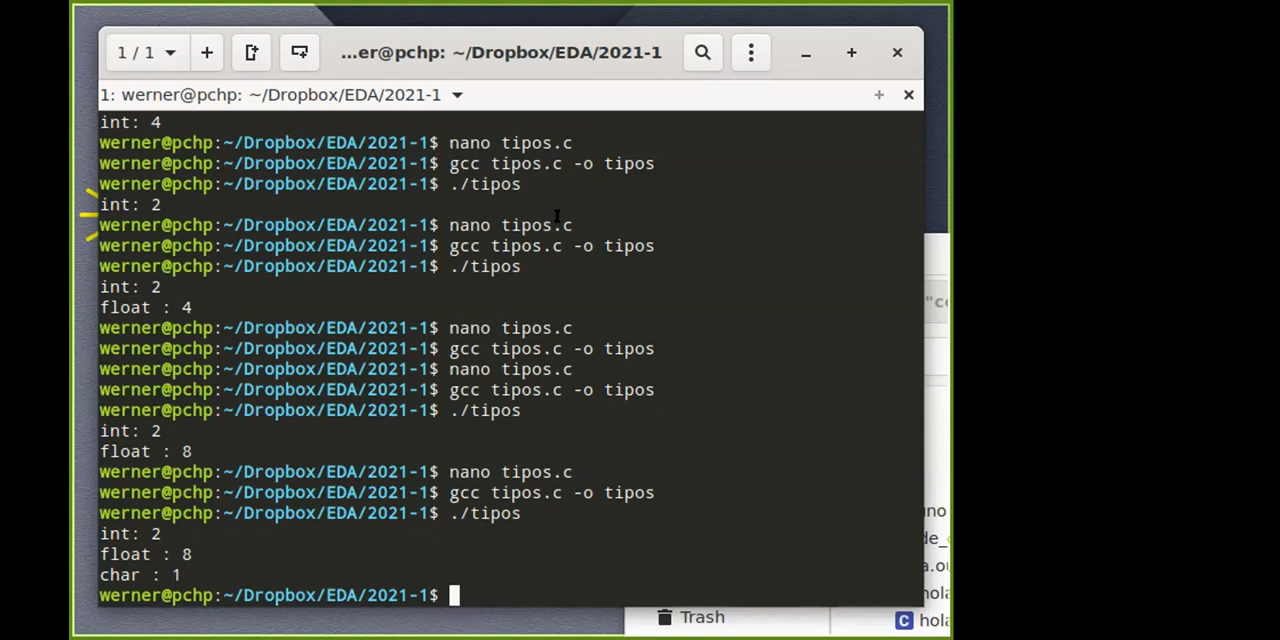 1 / 1
...er@pchp: ~/Dropbox/EDA/2021-1
1: werner@pchp: ~/Dropbox/EDA/2021-1
int: 4
werner@pchp:~/Dropbox/EDA/2021-1$ nano tipos.c
werner@pchp:~/Dropbox/EDA/2021-1$ gcc tipos.c -o tipos
werner@pchp:~/Dropbox/EDA/2021-1$ ./tipos
int: 2
werner@pchp:~/Dropbox/EDA/2021-1$ nano tipos.c
werner@pchp:~/Dropbox/EDA/2021-1$ gcc tipos.c -o tipos
werner@pchp:~/Dropbox/EDA/2021-1$ ./tipos
int: 2
float : 4
werner@pchp:~/Dropbox/EDA/2021-1$ nano tipos.c
werner@pchp:~/Dropbox/EDA/2021-1$ gcc tipos.c -o tipos
werner@pchp:~/Dropbox/EDA/2021-1$ nano tipos.c
werner@pchp:~/Dropbox/EDA/2021-1$ gcc tipos.c -o tipos
werner@pchp:~/Dropbox/EDA/2021-1$ ./tipos
int: 2
float : 8
werner@pchp:~/Dropbox/EDA/2021-1$ nano tipos.c
werner@pchp:~/Dropbox/EDA/2021-1$ gcc tipos.c -o tipos
werner@pchp:~/Dropbox/EDA/2021-1$ ./tipos
int: 2
float : 8
char : 1
werner@pchp:~/Dropbox/EDA/2021-1$
Trash